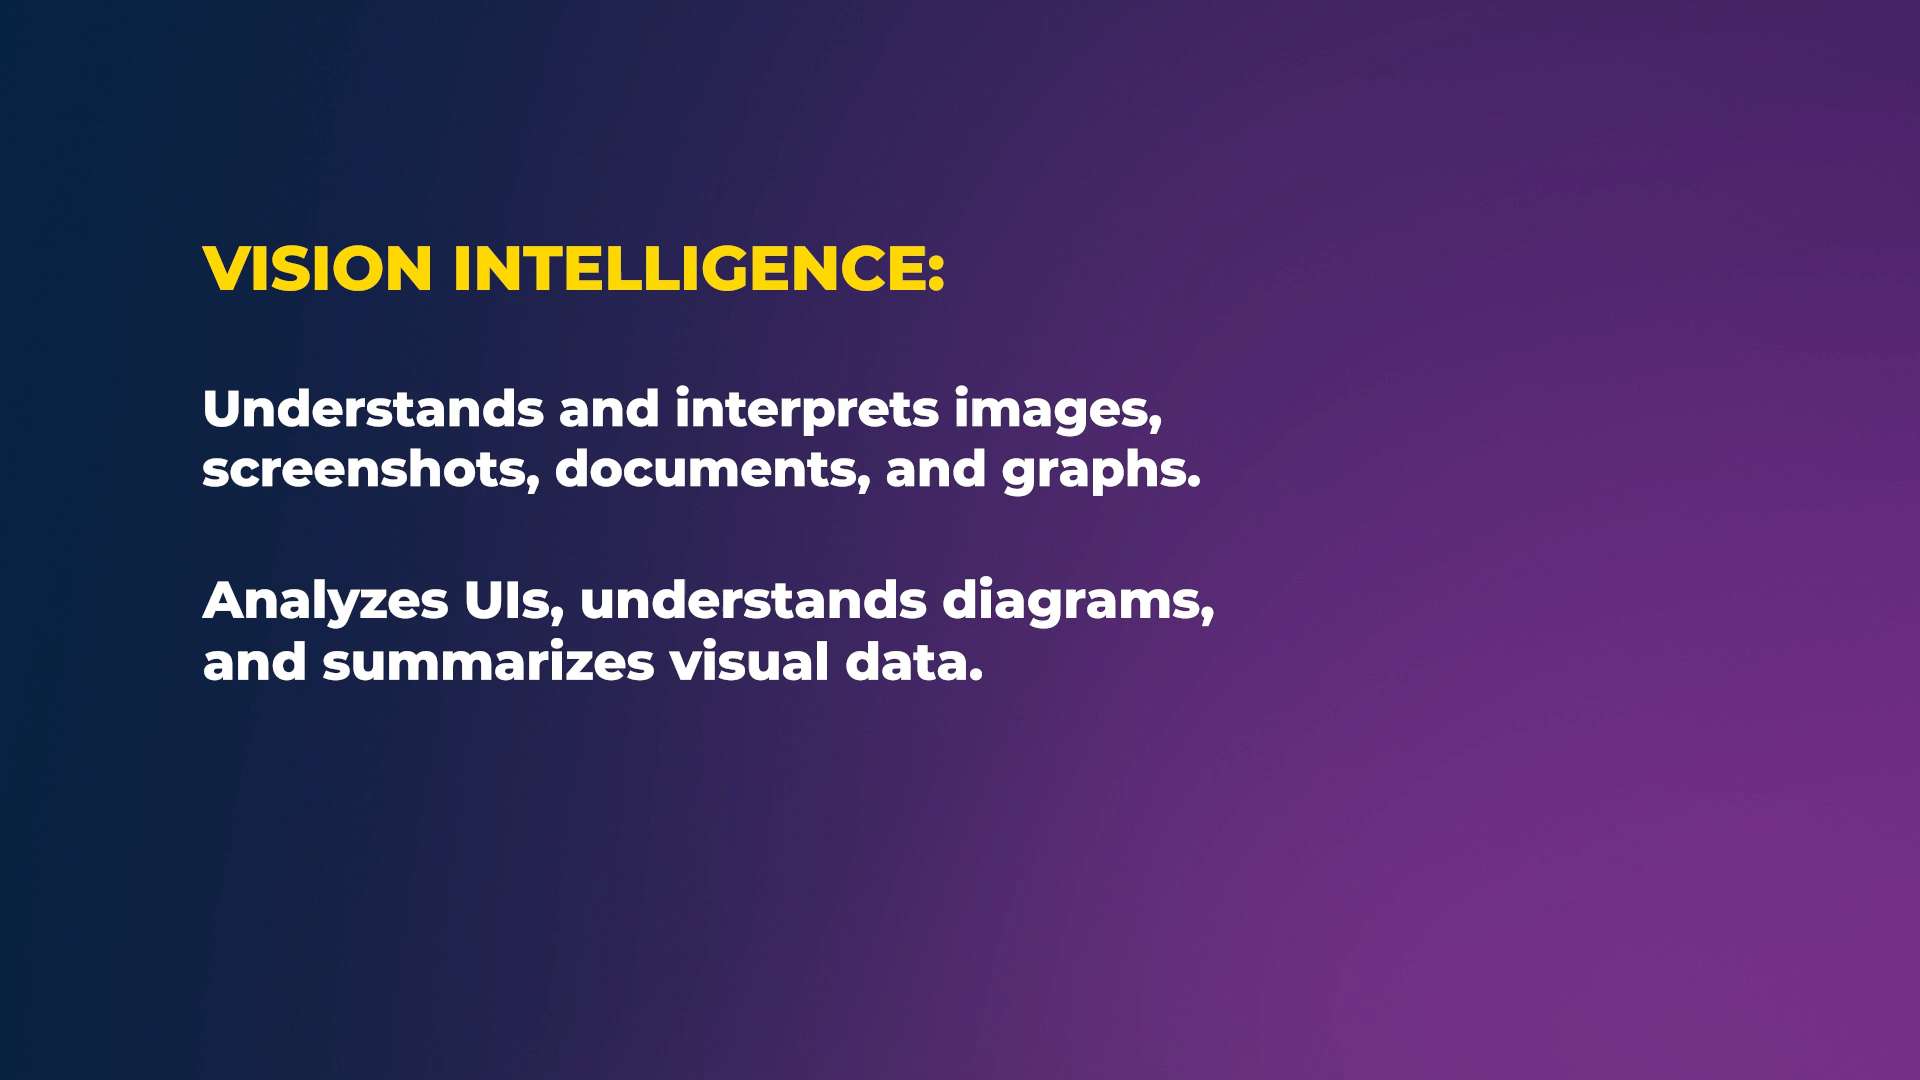 VISION INTELLIGENCE:
Understands and interprets images,
screenshots, documents, and graphs.
Analyzes UIs, understands diagrams,
and summarizes visual data.